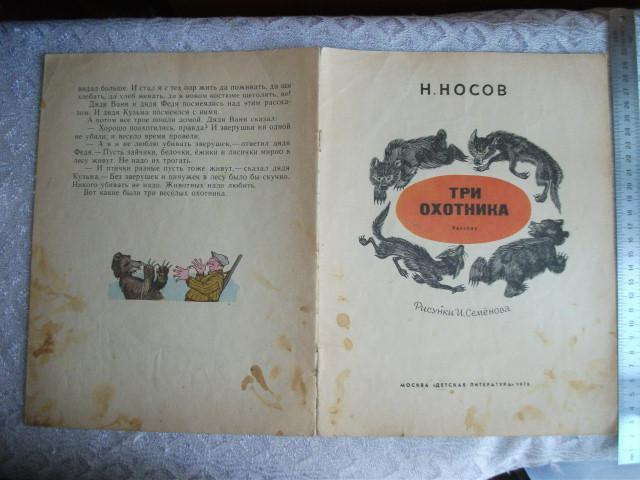 видал больше. И стал я с тех пор жить да поживать, да щи
хлебать, да хлеб жевать, да в новом костюме щеголять, во!
Дядя Ваня и дядя Федя посмеялись над этим расска-
зом. И дядя Кузьма посмеялся с ними.
А потом все трое пошли домой. Дядя Ваня сказал:
— Хорошо поохотились, правда? И зверушки ни одной
не убили, и весело время провели.
— А я и не люблю убивать зверушек,— ответил дядя
Федя.— Пусть зайчики, белочки, ёжики и лисички мирно в
лесу живут. Не надо их трогать.
— И птички разные пусть тоже живут,— сказал дядя
Кузьма.— Без зверушек и пичужек в лесу было бы скучно.
Никого убивать не надо. Животных надо любить.
Вот какие были три весёлых охотника.
Н. НОСОВ
ТРИ
ОХОТНИКА
Рассказ
Рисунки И. Семёнова
МОСКВА «ДЕТСКАЯ ЛИТЕРАТУРА»